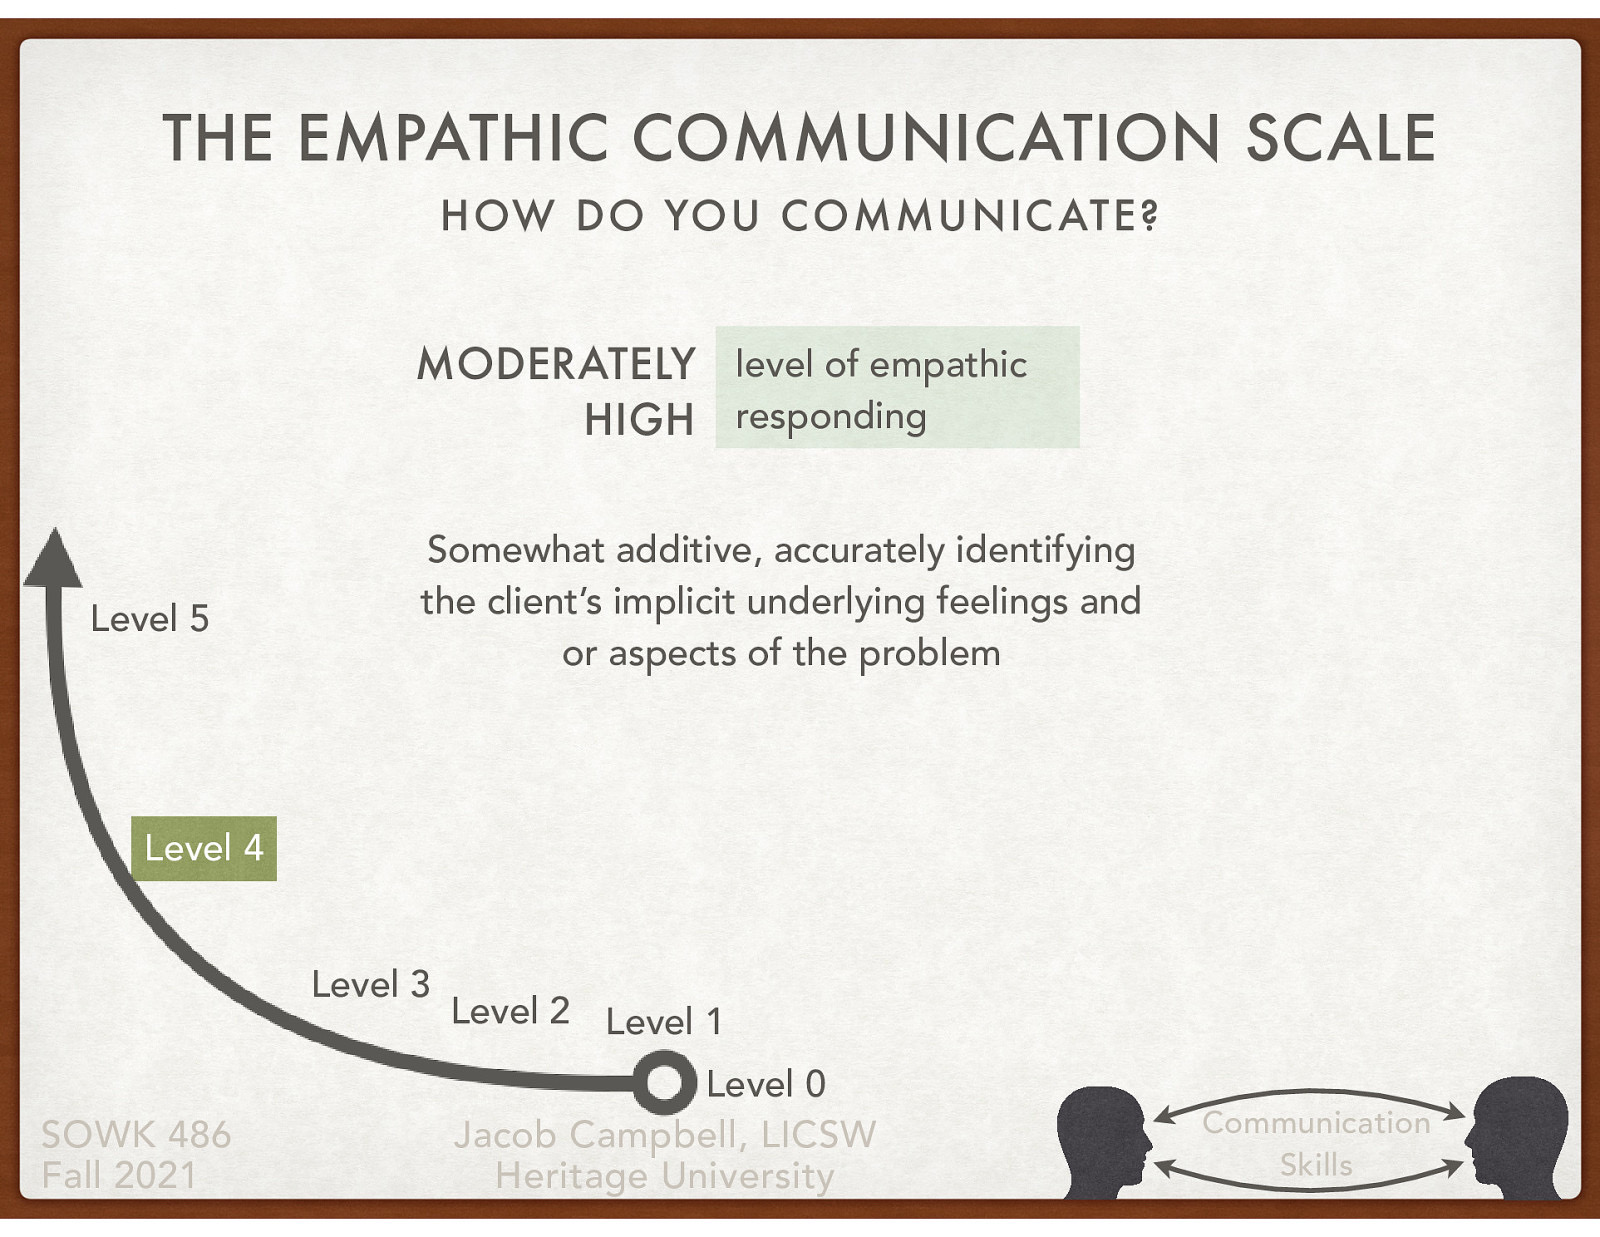 THE EMPATHIC COMMUNICATION SCALE
HOW DO YOU COMMUNICATE?
MODERATELY
HIGH
level of empathic
responding
Somewhat additive, accurately identifying
the client's implicit underlying feelings and
or aspects of the problem
Level 5
Level 4
Level 3
Level 2
Level 1
Level 0
SOWK 486
Fall 2021
Jacob Campbell, LICSW
Heritage University
Communication
Skills